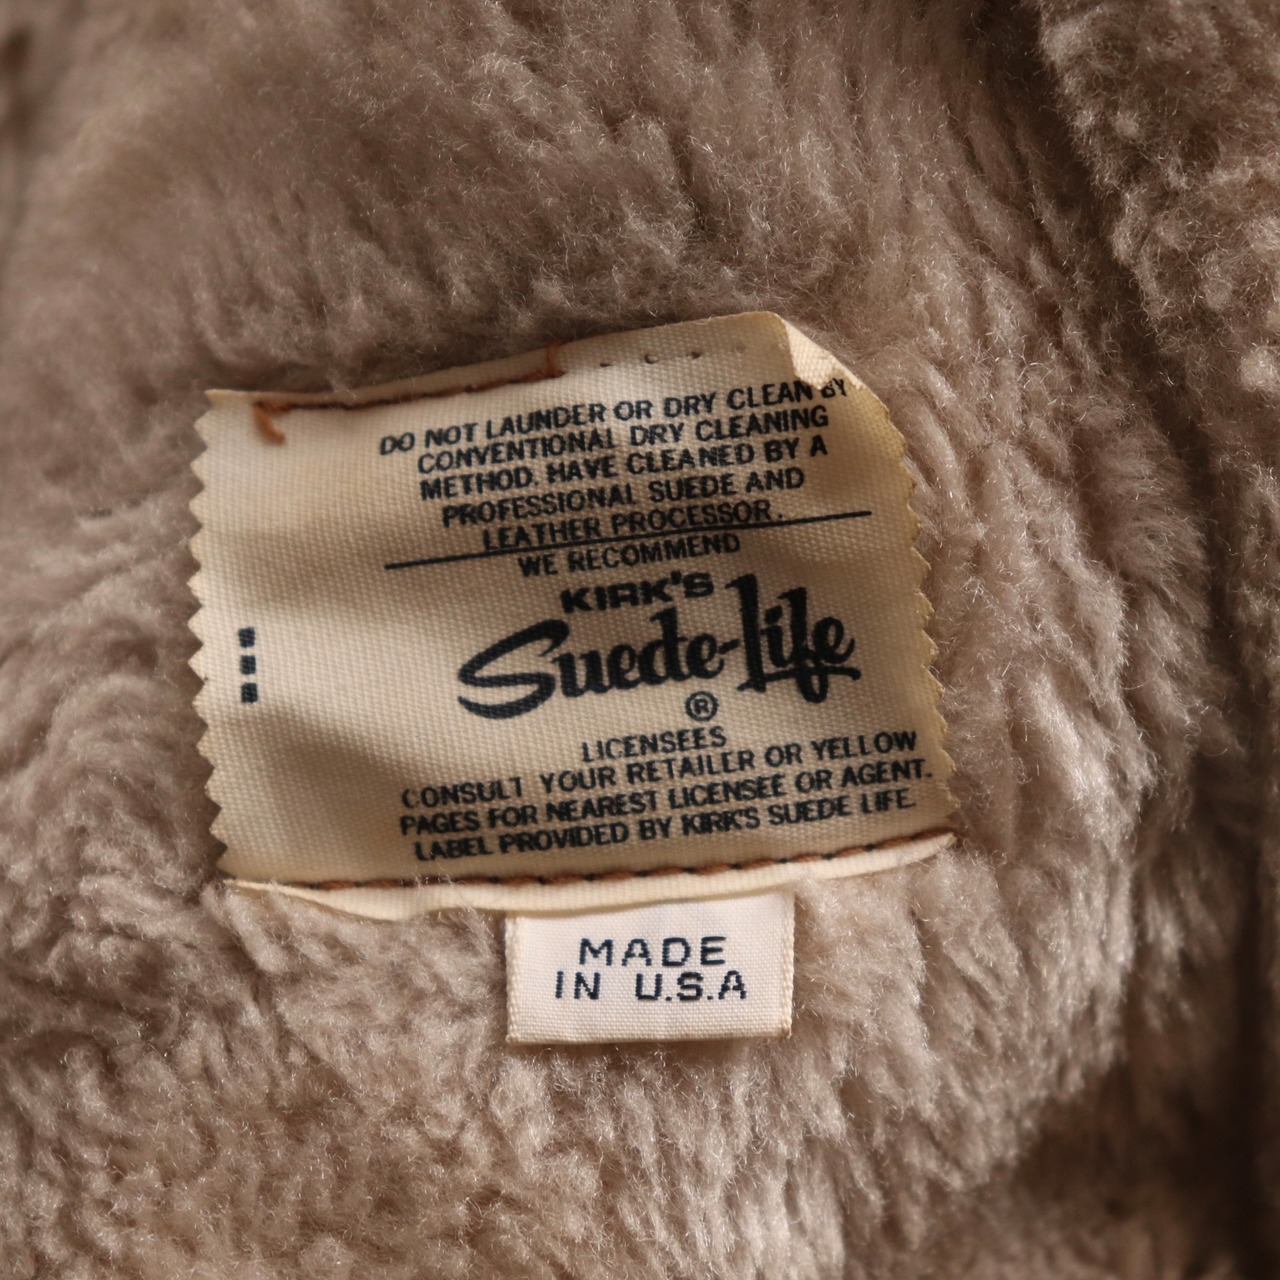 DO NOT LAUNDER OR DRY CLEAN BY
CONVENTIONAL DRY CLEANING
METHOD. HAVE CLEANED BY A
PROFESSIONAL SUEDE AND
LEATHER PROCESSOR.
WE RECOMMEND
KIRK'S
Suede-Life
®
LICENSEES
CONSULT YOUR RETAILER OR YELLOW
PAGES FOR NEAREST LICENSEE OR AGENT.
LABEL PROVIDED BY KIRK'S SUEDE LIFE.
MADE
IN U.S.A